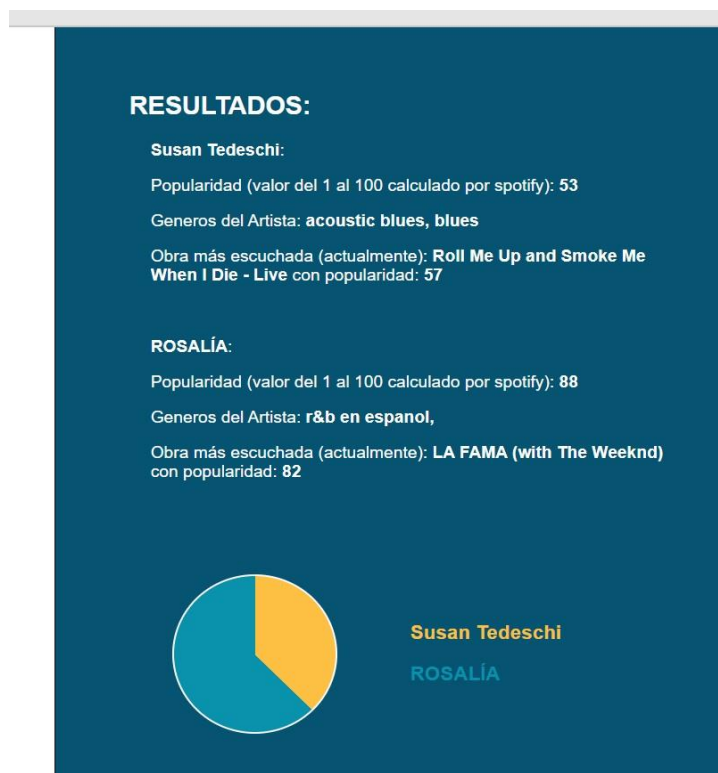 RESULTADOS:
Susan Tedeschi:
Popularidad (valor del 1 al 100 calculado por spotify): 53
Generos del Artista: acoustic blues, blues
Obra más escuchada (actualmente): Roll Me Up and Smoke Me
When I Die - Live con popularidad: 57
ROSALÍA:
Popularidad (valor del 1 al 100 calculado por spotify): 88
Generos del Artista: r&b en espanol,
Obra más escuchada (actualmente): LA FAMA (with The Weeknd)
con popularidad: 82
Susan Tedeschi
ROSALÍA